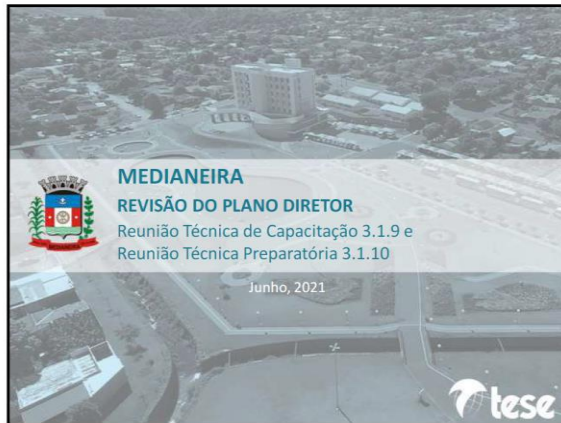 MEDIANEIRA
REVISÃO DO PLANO DIRETOR
Reunião Técnica de Capacitação 3.1.9 e
Reunião Técnica Preparatória 3.1.10
MEDIANEIRA
Junho, 2021
tese